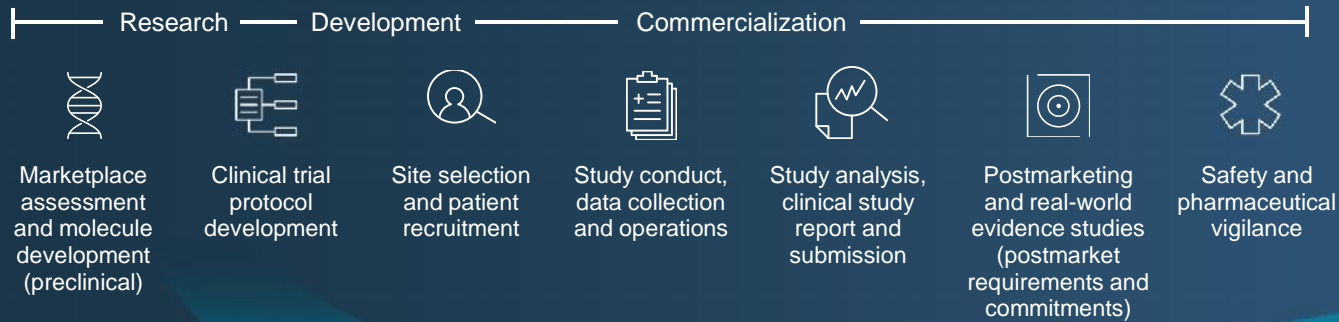 Research Development Commercialization
Marketplace
assessment
and molecule
development
(preclinical)
Clinical trial
protocol
development
Site selection
and patient
recruitment
Study conduct,
data collection
and operations
Study analysis,
clinical study
report and
submission
Postmarketing
and real-world
evidence studies
(postmarket
requirements and
commitments)
Safety and
pharmaceutical
vigilance